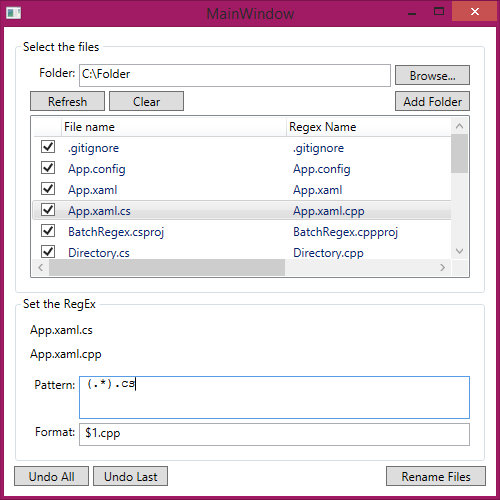 MainWindow
Select the files
Folder: C:\Folder Browse...
Refresh Clear Add Folder
File name Regex Name
.gitignore .gitignore
App.config App.config
App.xaml App.xaml
App.xaml.cs App.xaml.cpp
BatchRegex.csproj BatchRegex.cppproj
Directory.cs Directory.cpp
Set the RegEx
App.xaml.cs
App.xaml.cpp
Pattern: (.*).cs
Format: $1.cpp
Undo All Undo Last Rename Files